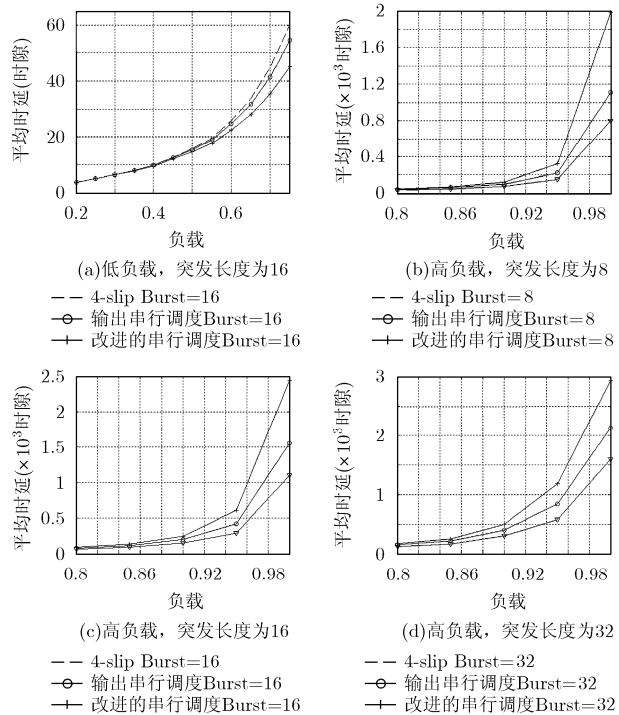 平均时延(时隙)
60
40
20
0
0.2 0.4 0.6
负载
(a)低负载，突发长度为16
4-slip Burst=16
输出串行调度Burst=16
改进的串行调度Burst=16
平均时延(×10³时隙)
2
1.6
1.2
0.8
0.4
0
0.8 0.86 0.92 0.98
负载
(b)高负载，突发长度为8
4-slip Burst=8
输出串行调度Burst=8
改进的串行调度Burst=8
平均时延(×10³时隙)
2.5
2
1.5
1
0.5
0
0.8 0.86 0.92 0.98
负载
(c)高负载，突发长度为16
4-slip Burst=16
输出串行调度Burst=16
改进的串行调度Burst=16
平均时延(×10³时隙)
3
2
1
0
0.8 0.86 0.92 0.98
负载
(d)高负载，突发长度为32
4-slip Burst=32
输出串行调度Burst=32
改进的串行调度Burst=32